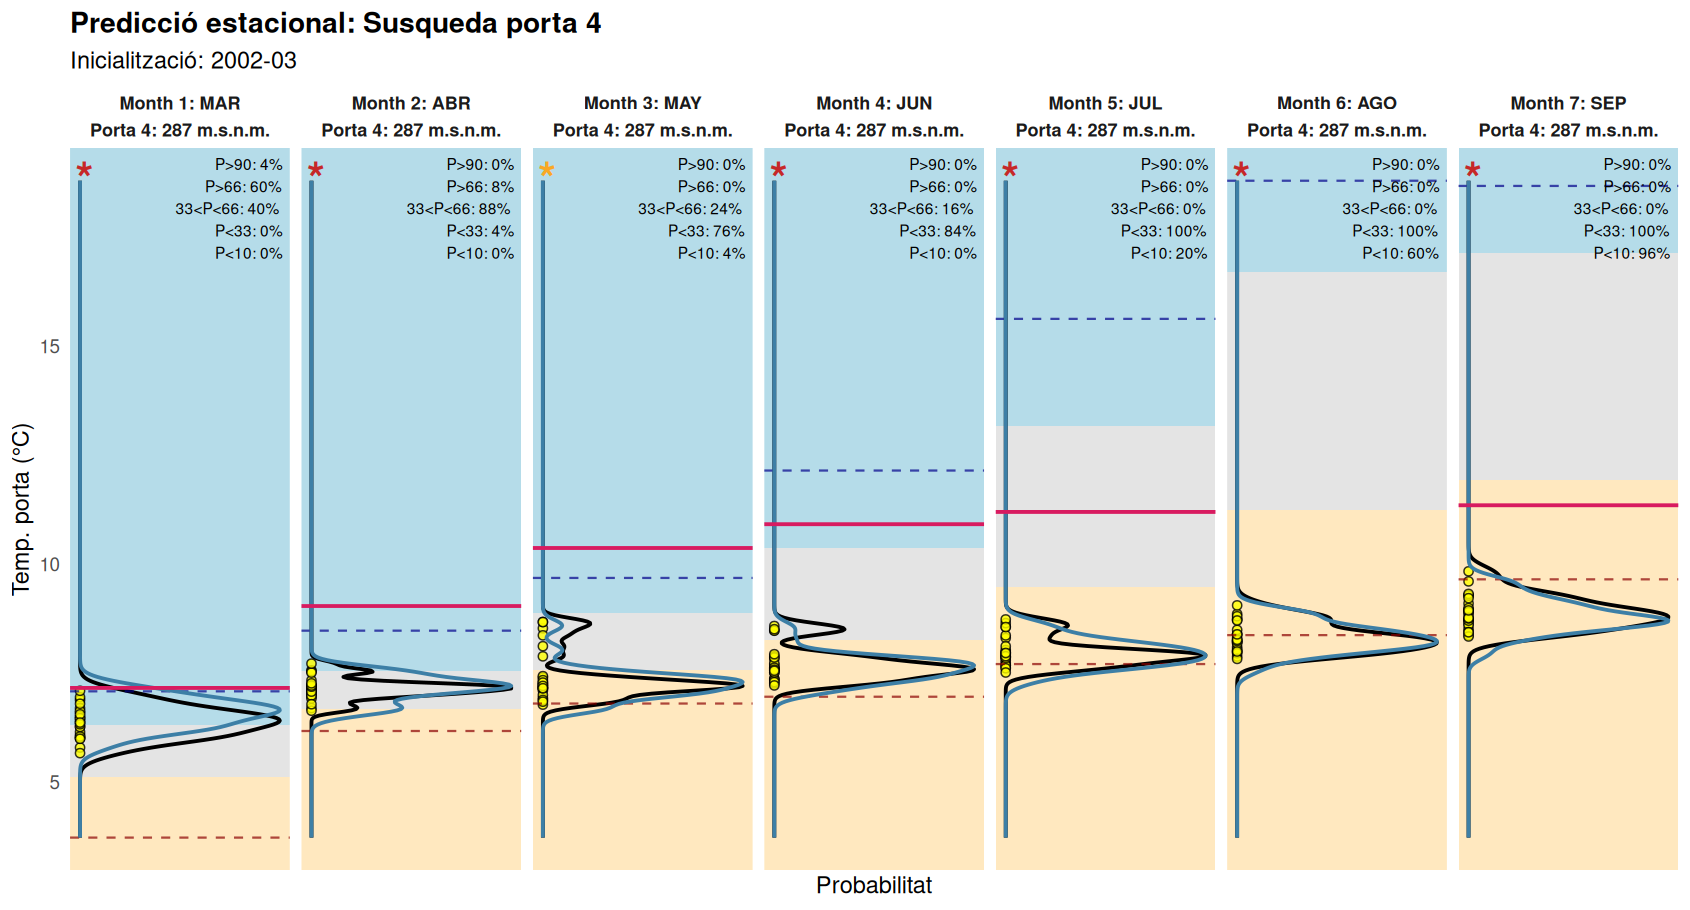 Predicció estacional: Susqueda porta 4
Inicialització: 2002-03
Month 1: MAR
Porta 4: 287 m.s.n.m.
Month 2: ABR
Porta 4: 287 m.s.n.m.
Month 3: MAY
Porta 4: 287 m.s.n.m.
Month 4: JUN
Porta 4: 287 m.s.n.m.
Month 5: JUL
Porta 4: 287 m.s.n.m.
Month 6: AGO
Porta 4: 287 m.s.n.m.
Month 7: SEP
Porta 4: 287 m.s.n.m.
*
P>90: 4%
P>66: 60%
33<P<66: 40%
P<33: 0%
P<10: 0%
*
P>90: 0%
P>66: 8%
33<P<66: 88%
P<33: 4%
P<10: 0%
*
P>90: 0%
P>66: 0%
33<P<66: 24%
P<33: 76%
P<10: 4%
*
P>90: 0%
P>66: 0%
33<P<66: 16%
P<33: 84%
P<10: 0%
*
P>90: 0%
P>66: 0%
33<P<66: 0%
P<33: 100%
P<10: 20%
*
P>90: 0%
P>66: 0%
33<P<66: 0%
P<33: 100%
P<10: 60%
*
P>90: 0%
P>66: 0%
33<P<66: 0%
P<33: 100%
P<10: 96%
15
10
5
Temp. porta (°C)
Probabilitat